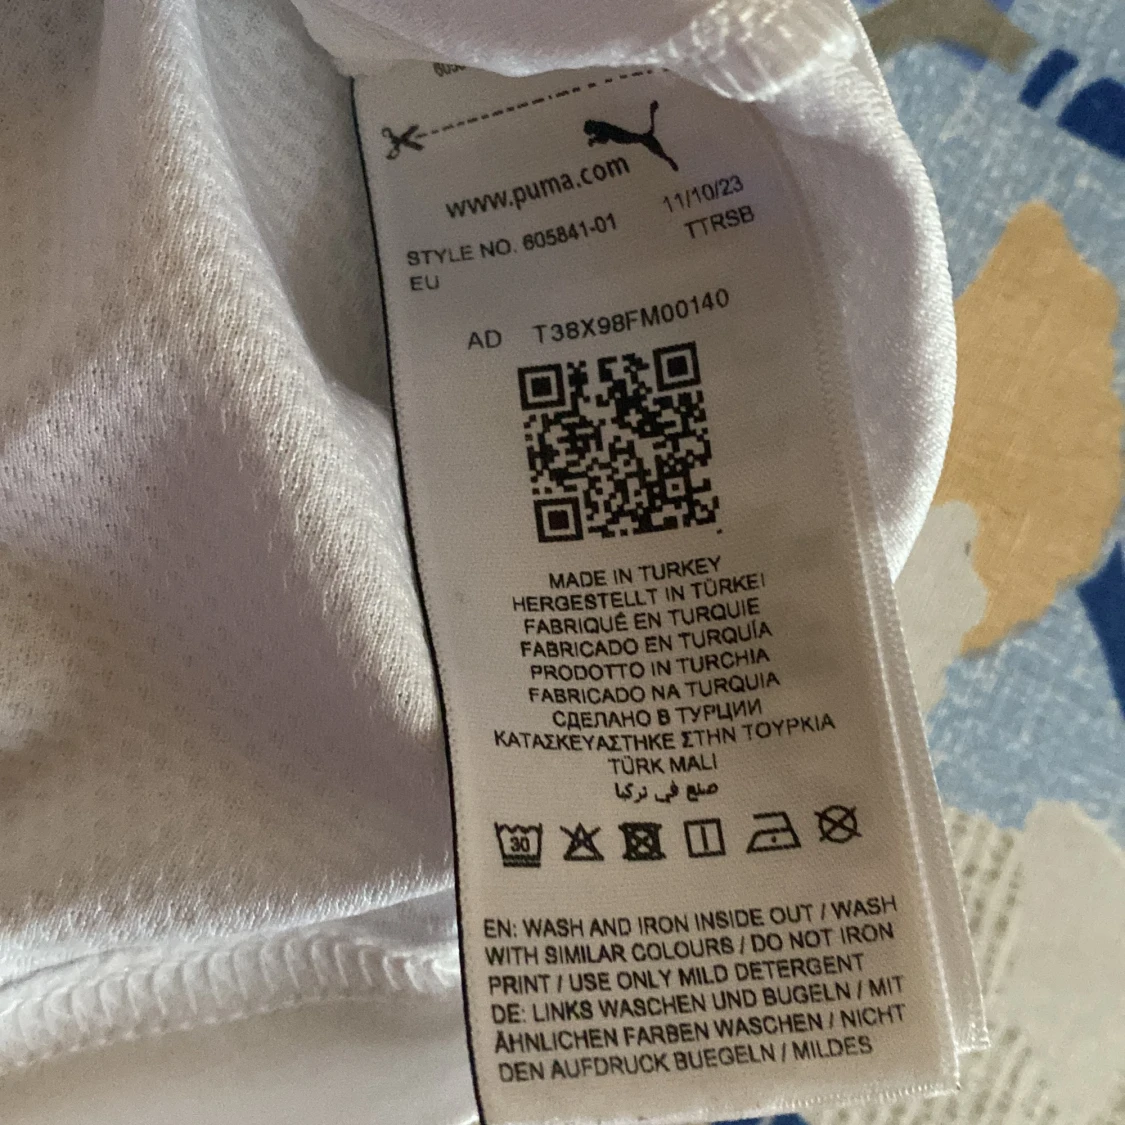 www.puma.com
STYLE NO. 605841-01 11/10/23
EU TTRSB
AD T38X98FM00140
MADE IN TURKEY
HERGESTELLT IN TÜRKEI
FABRIQUÉ EN TURQUIE
FABRICADO EN TURQUÍA
PRODOTTO IN TURCHIA
FABRICADO NA TURQUIA
СДЕЛАНО В ТУРЦИИ
ΚΑΤΑΣΚΕΥΑΣΤΗΚΕ ΣΤΗΝ ΤΟΥΡΚΙΑ
TÜRK MALI
صنع في تركيا
30
EN: WASH AND IRON INSIDE OUT / WASH
WITH SIMILAR COLOURS / DO NOT IRON
PRINT / USE ONLY MILD DETERGENT
DE: LINKS WASCHEN UND BUGELN / MIT
ÄHNLICHEN FARBEN WASCHEN / NICHT
DEN AUFDRUCK BUEGELN / MILDES